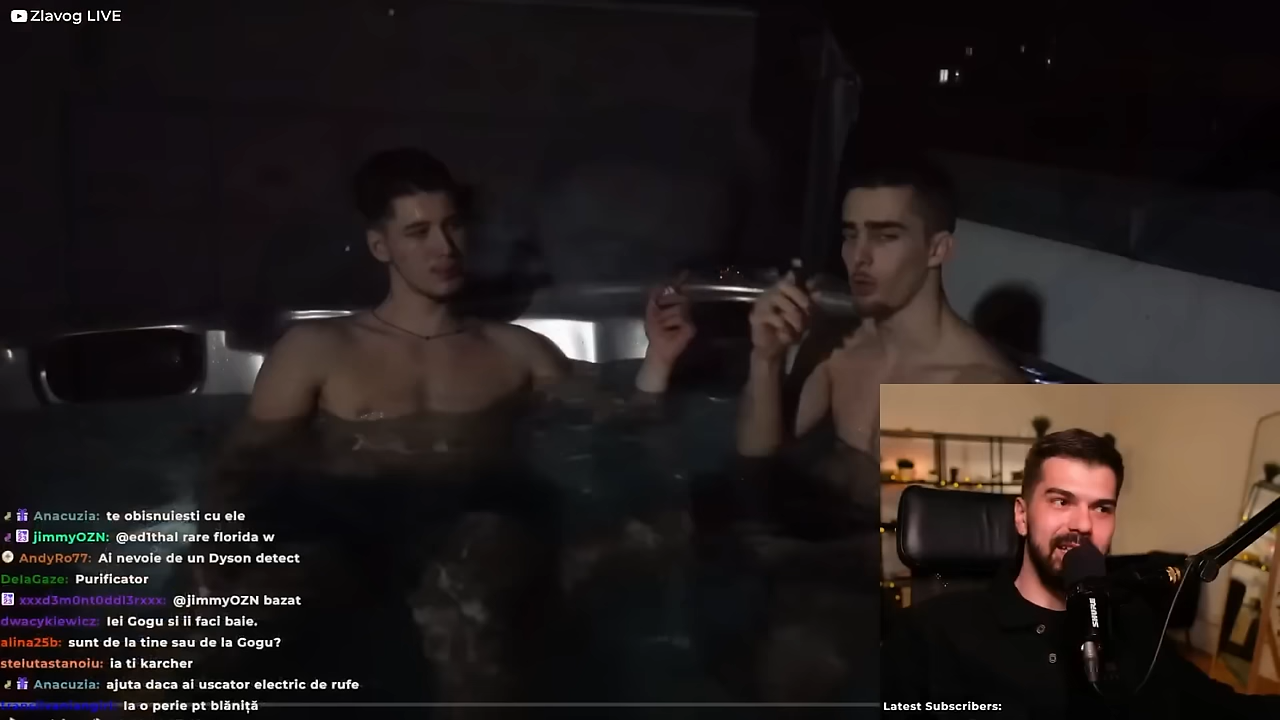 Zlavog LIVE
Anacuzia: te obisnuiesti cu ele
jimmyOZN: @ed1thal rare florida w
AndyRo77: Ai nevoie de un Dyson detect
DelaGaze: Purificator
xxxd3m0nt0ddl3rxxx: @jimmyOZN bazat
dwacykiewicz: Iei Gogu si ii faci baie.
alina25b: sunt de la tine sau de la Gogu?
stelutastanoiu: ia ti karcher
Anacuzia: ajuta daca ai uscator electric de rufe
Ia o perie pt blăniță
SHURE
Latest Subscribers: